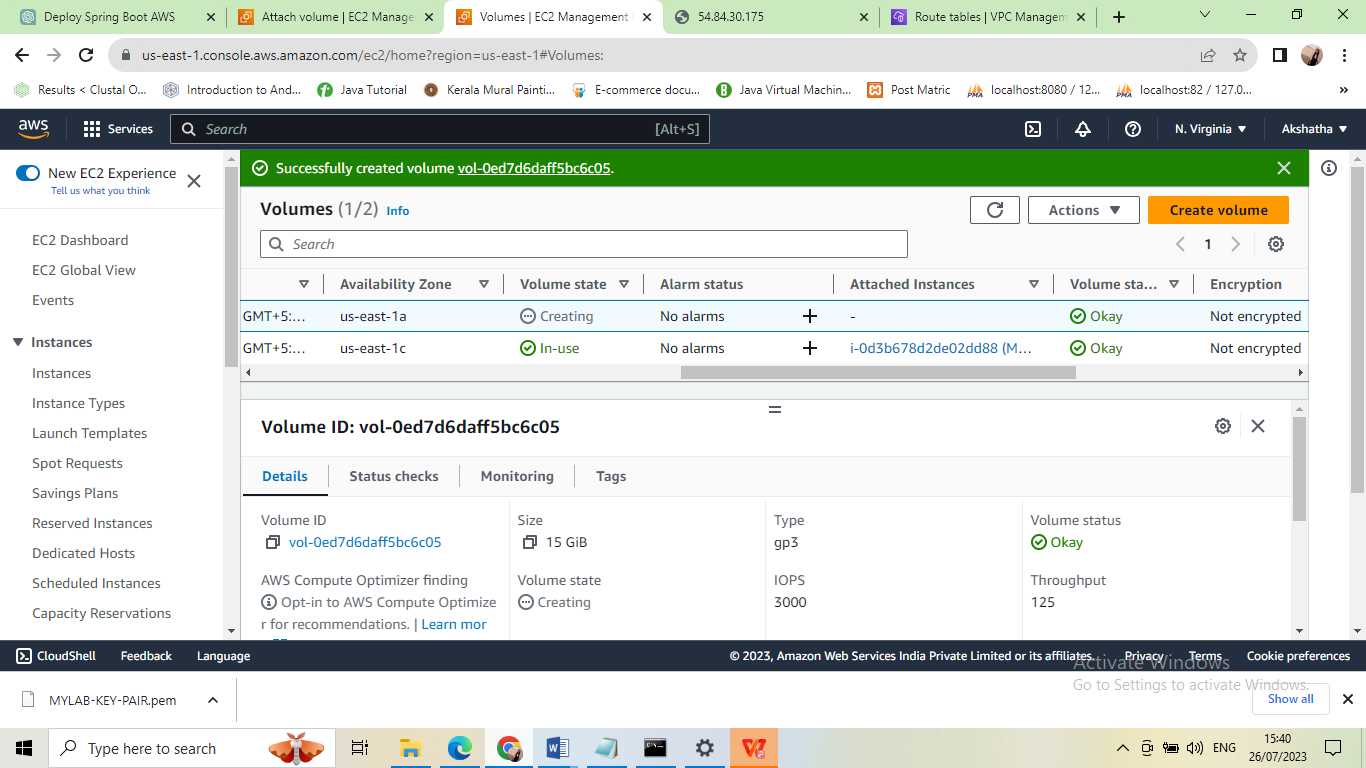 Deploy Spring Boot AWS
Attach volume | EC2 Manage
Volumes | EC2 Management
54.84.30.175
Route tables | VPC Managem
us-east-1.console.aws.amazon.com/ec2/home?region=us-east-1#Volumes:
Results < Clustal O...
Introduction to And...
Java Tutorial
Kerala Mural Painti...
E-commerce docu...
Java Virtual Machin...
Post Matric
localhost:8080 / 12...
localhost:82 / 127.0...
»
aws
Services
Search
[Alt+S]
N. Virginia
Akshatha
New EC2 Experience
Tell us what you think
EC2 Dashboard
EC2 Global View
Events
Instances
Instances
Instance Types
Launch Templates
Spot Requests
Savings Plans
Reserved Instances
Dedicated Hosts
Scheduled Instances
Capacity Reservations
Successfully created volume vol-0ed7d6daff5bc6c05.
Volumes (1/2) Info
Actions
Create volume
Search
1
Availability Zone
Volume state
Alarm status
Attached Instances
Volume sta...
Encryption
GMT+5:... us-east-1a Creating No alarms + - Okay Not encrypted
GMT+5:... us-east-1c In-use No alarms + i-0d3b678d2de02dd88 (M... Okay Not encrypted
Volume ID: vol-0ed7d6daff5bc6c05
Details
Status checks
Monitoring
Tags
Volume ID
vol-0ed7d6daff5bc6c05
Size
15 GiB
Type
gp3
Volume status
Okay
AWS Compute Optimizer finding
Opt-in to AWS Compute Optimize
r for recommendations. | Learn mor
Volume state
Creating
IOPS
3000
Throughput
125
CloudShell
Feedback
Language
© 2023, Amazon Web Services India Private Limited or its affiliates.
Privacy
Terms
Cookie preferences
Activate Windows
Go to Settings to activate Windows.
MYLAB-KEY-PAIR.pem
Show all
Type here to search
ENG
15:40
26/07/2023